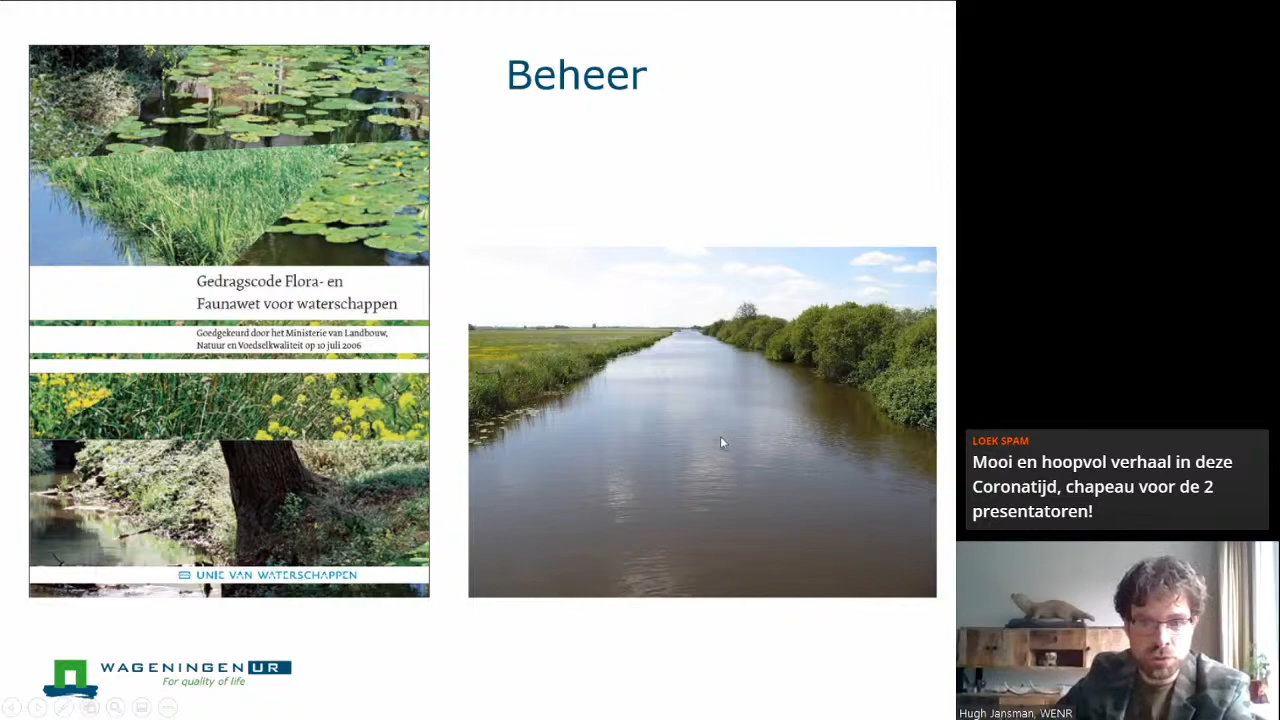 Beheer
Gedragscode Flora- en
Faunawet voor waterschappen
Goedgekeurd door het Ministerie van Landbouw,
Natuur en Voedselkwaliteit op 10 juli 2006
UNIE VAN WATERSCHAPPEN
WAGENINGEN UR
For quality of life
LOEK SPAM
Mooi en hoopvol verhaal in deze
Coronatijd, chapeau voor de 2
presentatoren!
Hugh Jansman, WENR